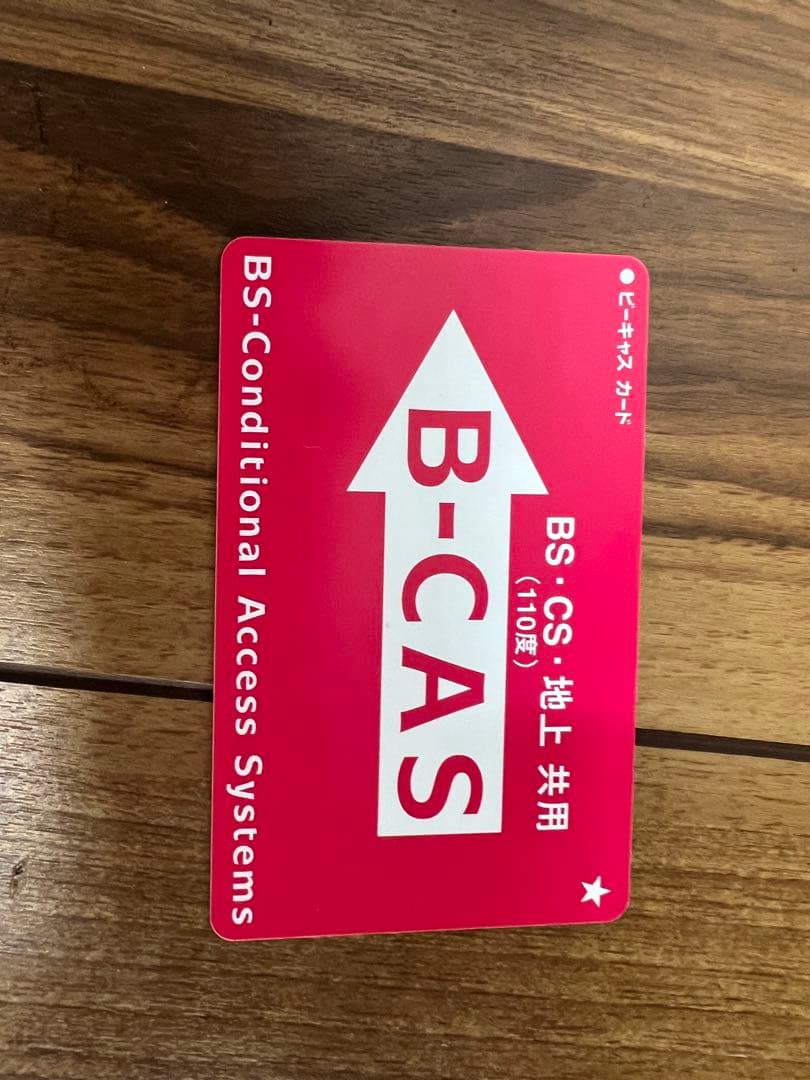 ●ビーキャス カード
BS・CS・地上 共用
（110度）
B-CAS
BS-Conditional Access Systems